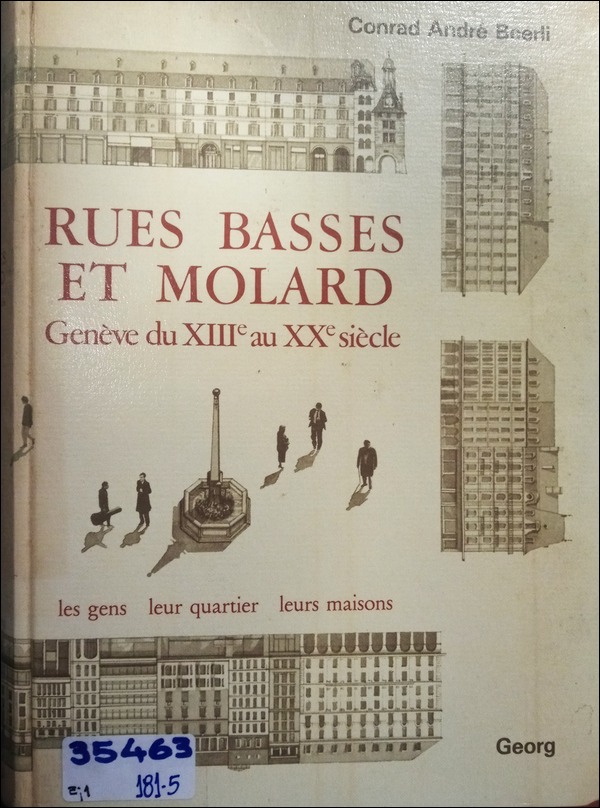 Conrad André Beerli
RUES BASSES
ET MOLARD
Genève du XIIIe au XXe siècle
les gens leur quartier leurs maisons
35463
Ej1 181-5
Georg